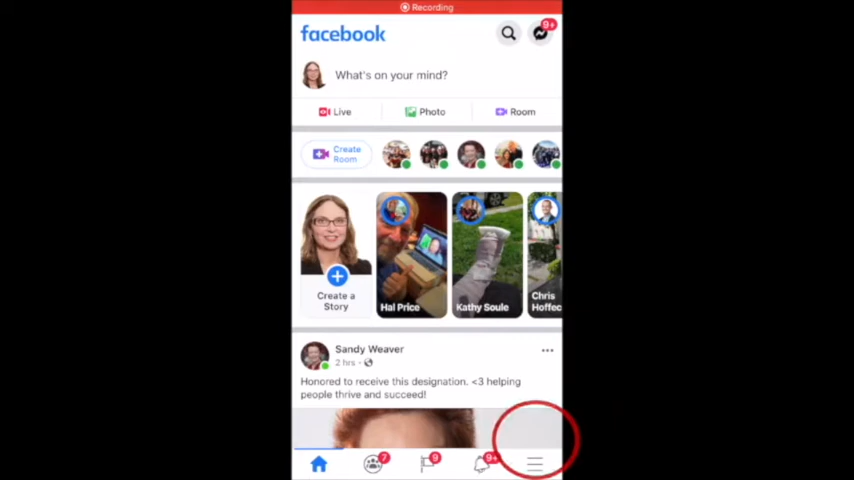 Recording
facebook
9+
What's on your mind?
Live
Photo
Room
Create
Room
Create a
Story
Hal Price
Kathy Soule
Chris
Hoffec
Sandy Weaver
2 hrs ·
Honored to receive this designation. <3 helping
people thrive and succeed!
7
9
9+